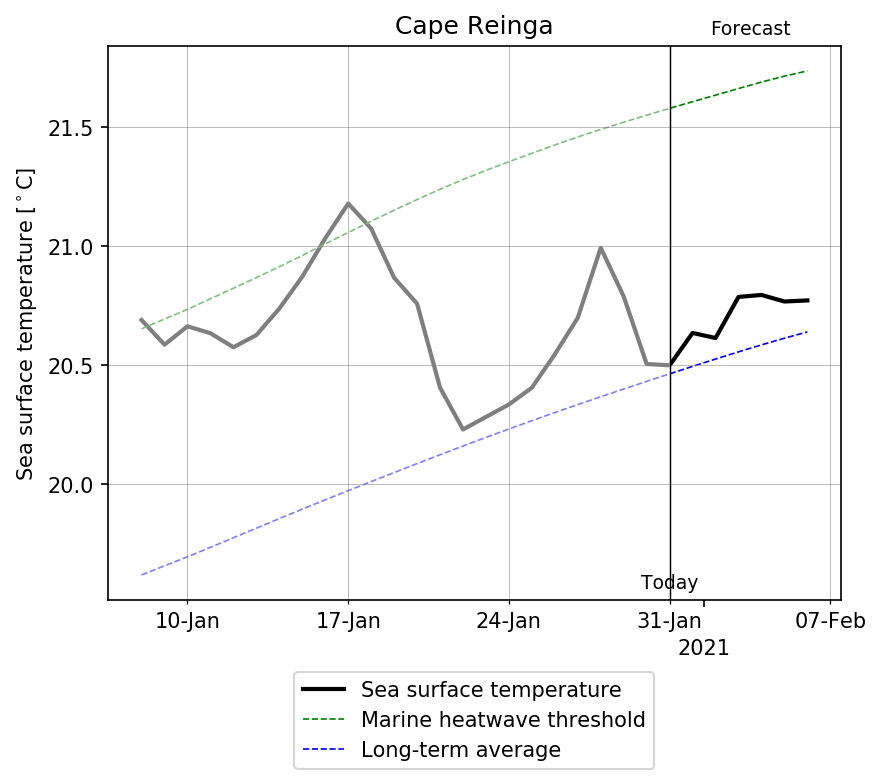 Cape Reinga
Forecast
Sea surface temperature [°C]
21.5
21.0
20.5
20.0
Today
10-Jan
17-Jan
24-Jan
31-Jan
07-Feb
2021
Sea surface temperature
Marine heatwave threshold
Long-term average